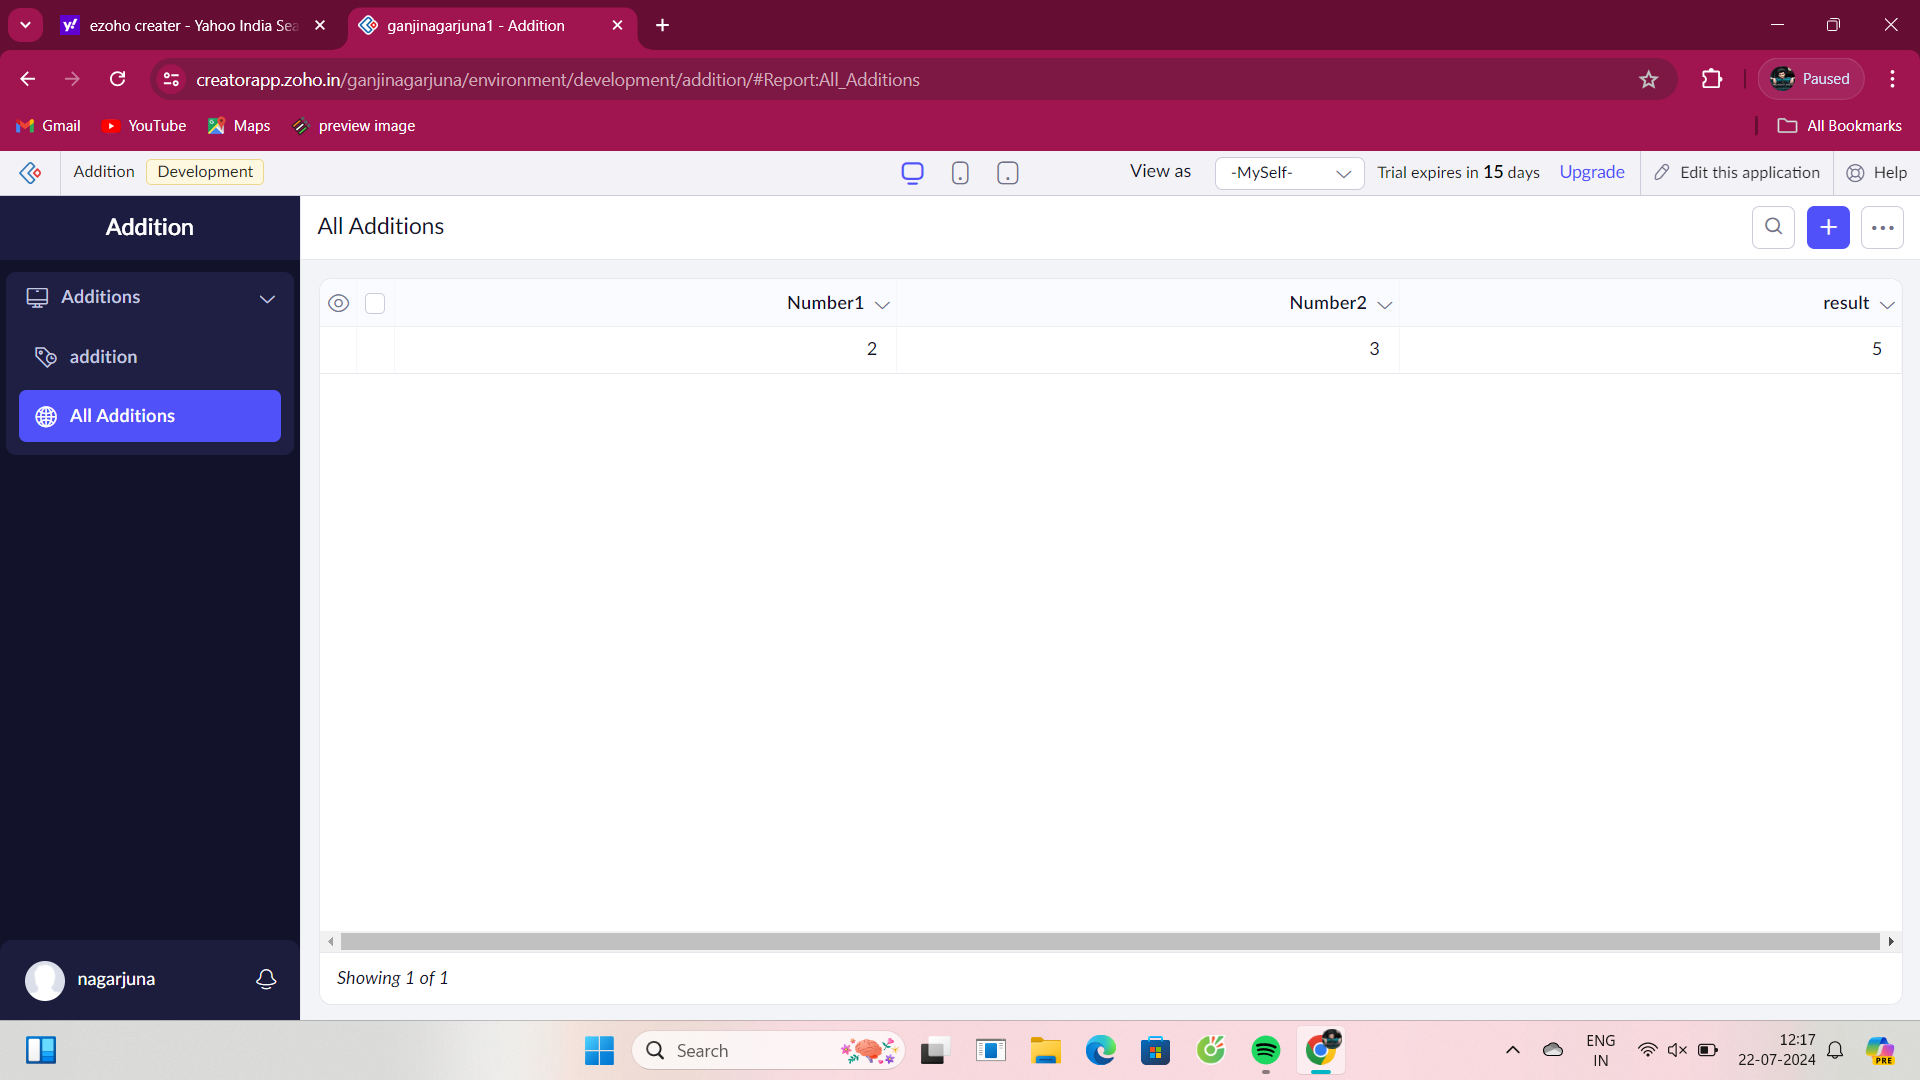 ezoho creater - Yahoo India Sea
ganjinagarjuna1 - Addition
creatorapp.zoho.in/ganjinagarjuna/environment/development/addition/#Report:All_Additions
Paused
Gmail YouTube Maps preview image All Bookmarks
Addition Development View as -MySelf- Trial expires in 15 days Upgrade Edit this application Help
Addition
All Additions
Additions
addition
All Additions
Number1 Number2 result
2 3 5
Showing 1 of 1
nagarjuna
Search
ENG
IN
12:17
22-07-2024
PRE